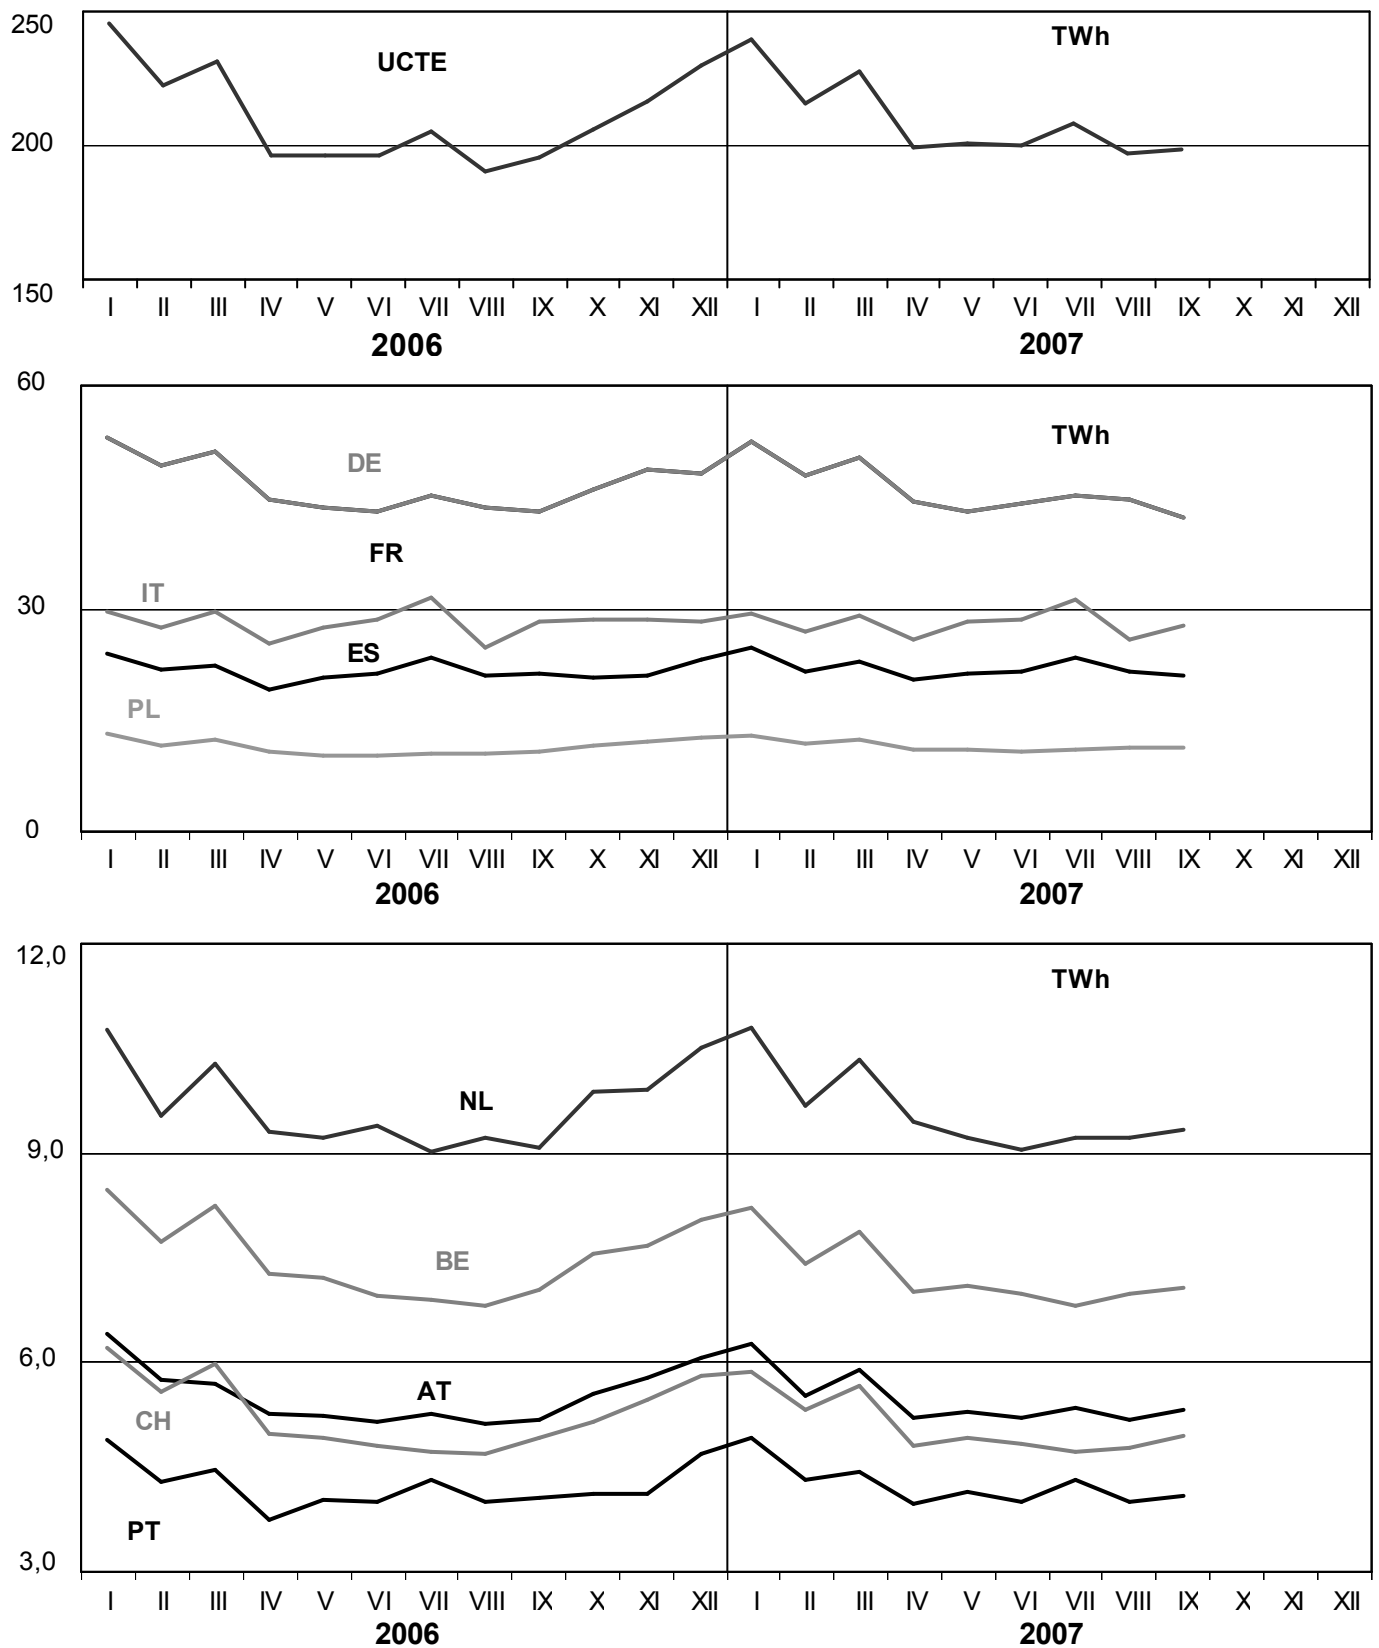 250
UCTE
TWh
200
150
I II III IV V VI VII VIII IX X XI XII I II III IV V VI VII VIII IX X XI XII
2006 2007
60
TWh
DE
FR
IT
30
ES
PL
0
I II III IV V VI VII VIII IX X XI XII I II III IV V VI VII VIII IX X XI XII
2006 2007
12,0
TWh
NL
9,0
BE
6,0
AT
CH
PT
3,0
I II III IV V VI VII VIII IX X XI XII I II III IV V VI VII VIII IX X XI XII
2006 2007